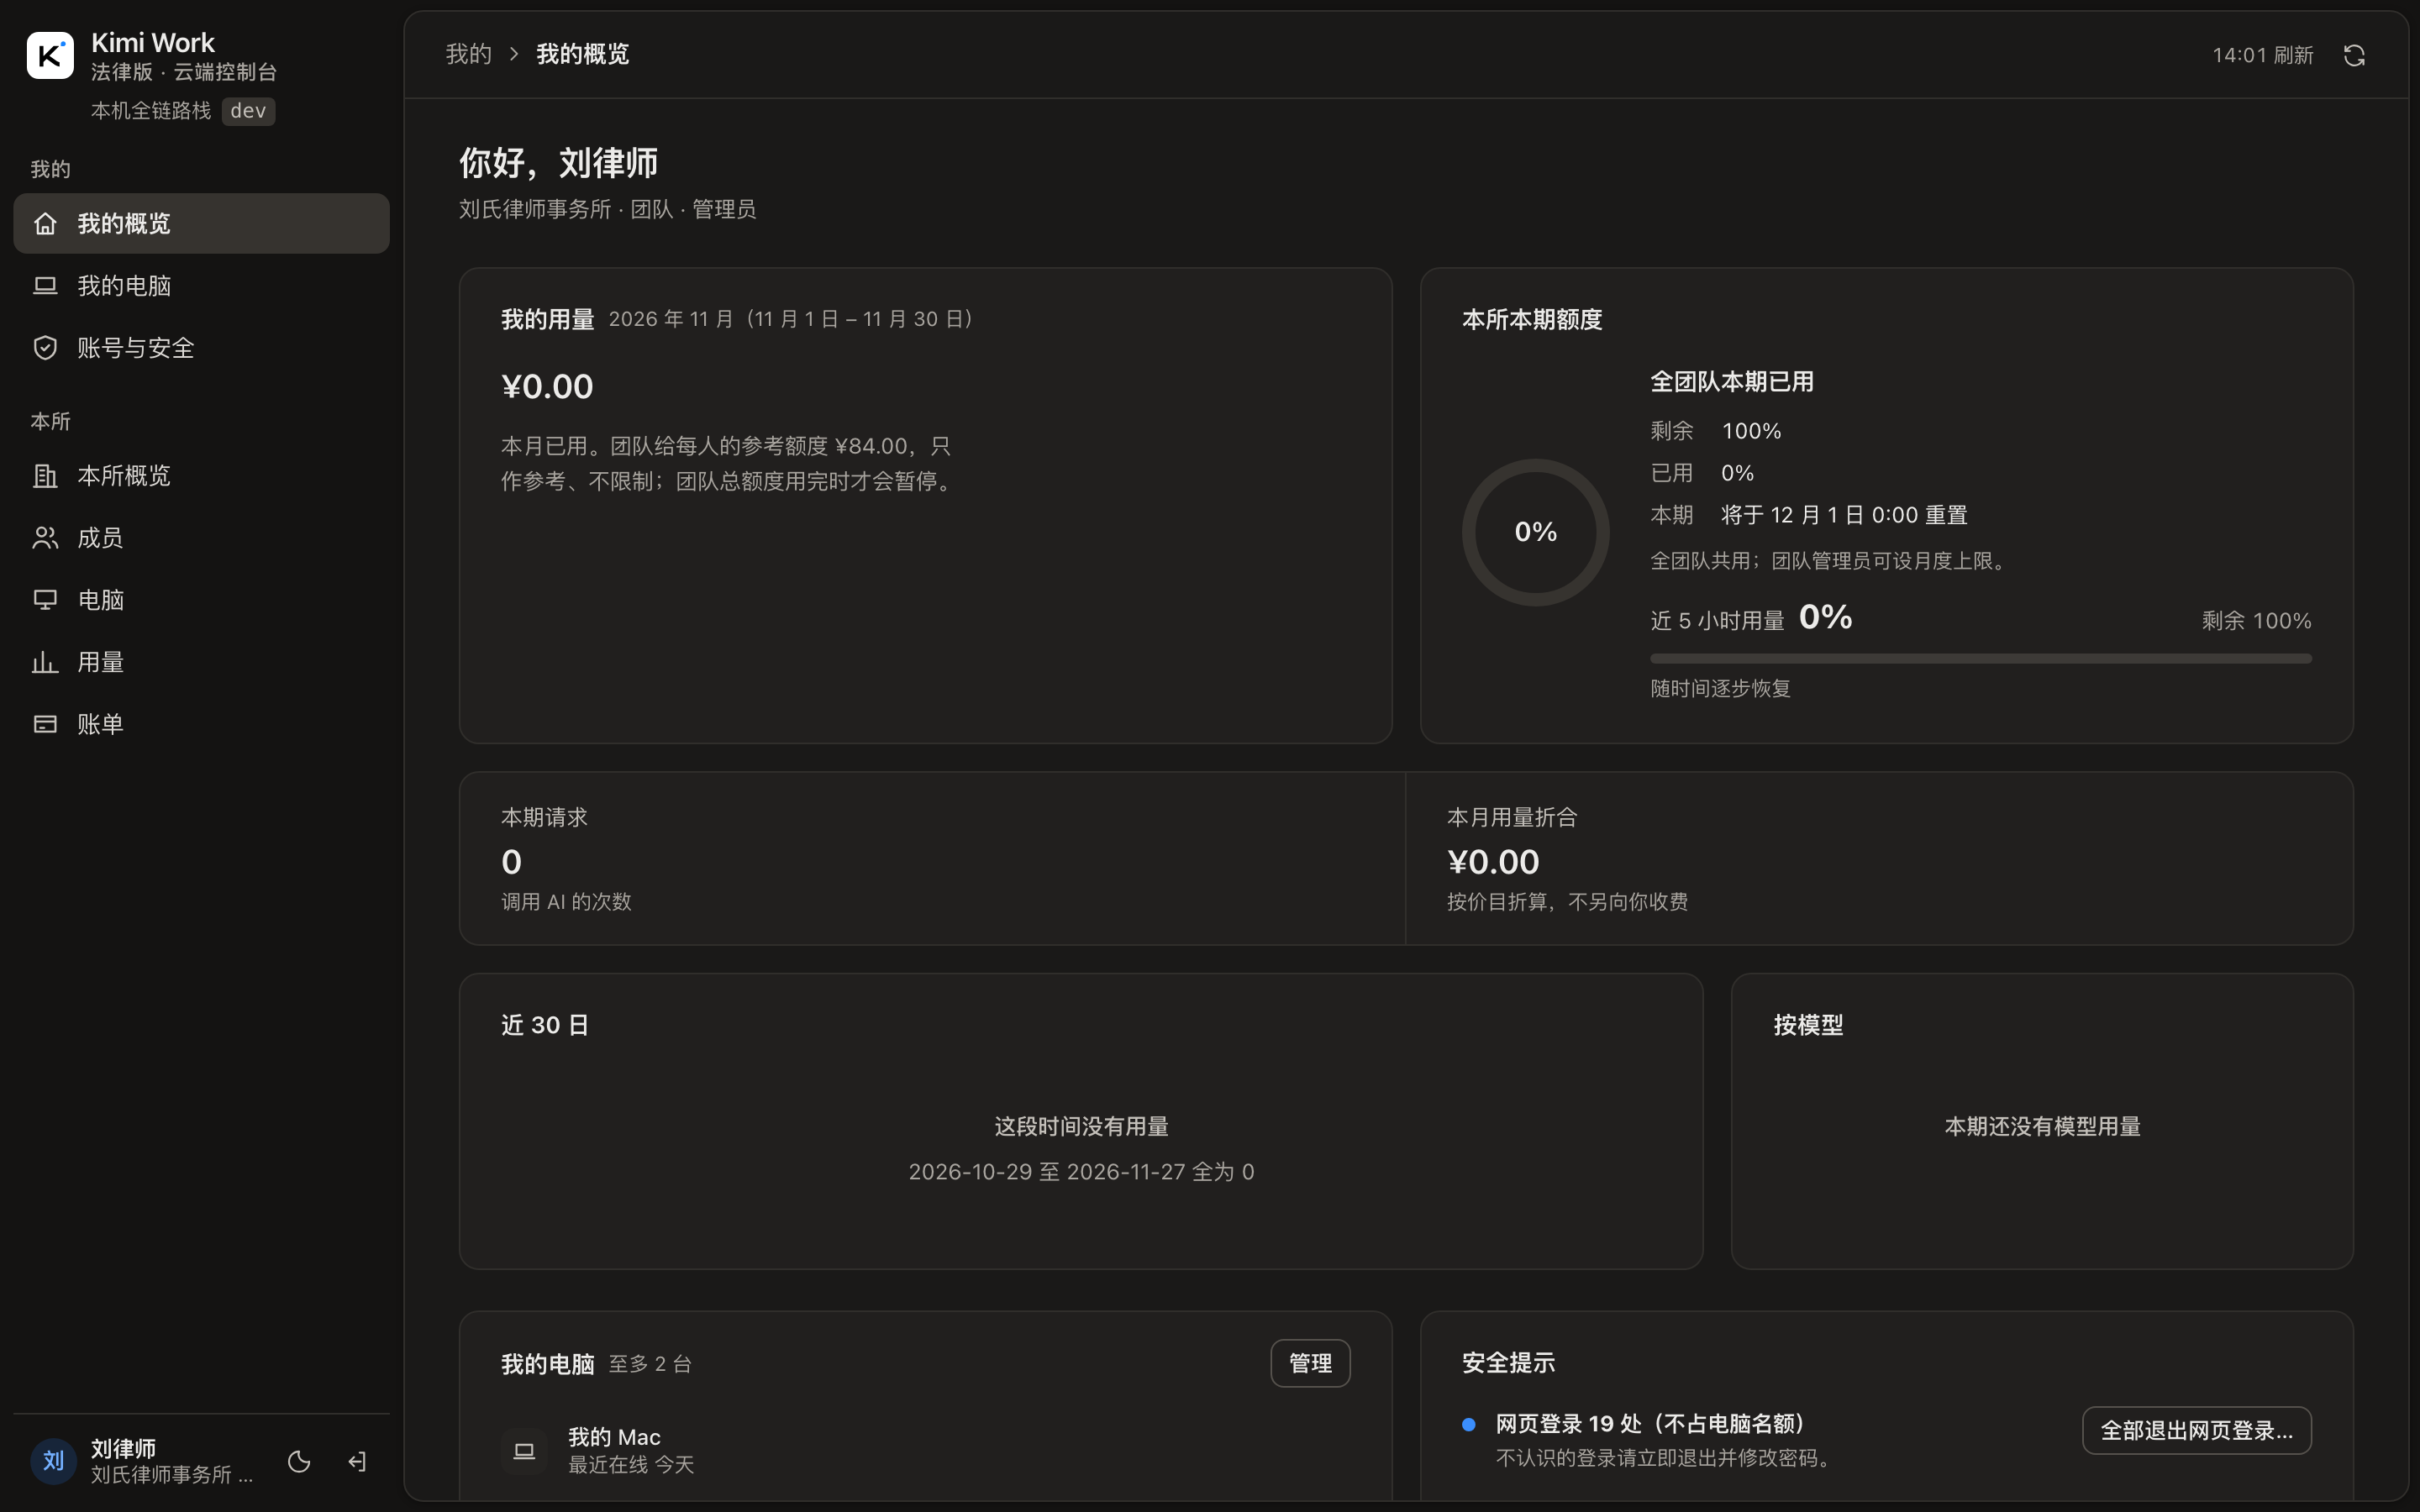 Kimi Work
法律版 · 云端控制台
本机全链路栈 dev
我的
我的概览
我的电脑
账号与安全
本所
本所概览
成员
电脑
用量
账单
刘
刘律师
刘氏律师事务所 ...
我的 > 我的概览
14:01 刷新
你好，刘律师
刘氏律师事务所 · 团队 · 管理员
我的用量 2026 年 11 月（11 月 1 日 – 11 月 30 日）
¥0.00
本月已用。团队给每人的参考额度 ¥84.00，只
作参考、不限制；团队总额度用完时才会暂停。
本所本期额度
0%
全团队本期已用
剩余 100%
已用 0%
本期 将于 12 月 1 日 0:00 重置
全团队共用；团队管理员可设月度上限。
近 5 小时用量 0% 剩余 100%
随时间逐步恢复
本期请求
0
调用 AI 的次数
本月用量折合
¥0.00
按价目折算，不另向你收费
近 30 日
这段时间没有用量
2026-10-29 至 2026-11-27 全为 0
按模型
本期还没有模型用量
我的电脑 至多 2 台
管理
我的 Mac
最近在线 今天
安全提示
网页登录 19 处（不占电脑名额）
不认识的登录请立即退出并修改密码。
全部退出网页登录...